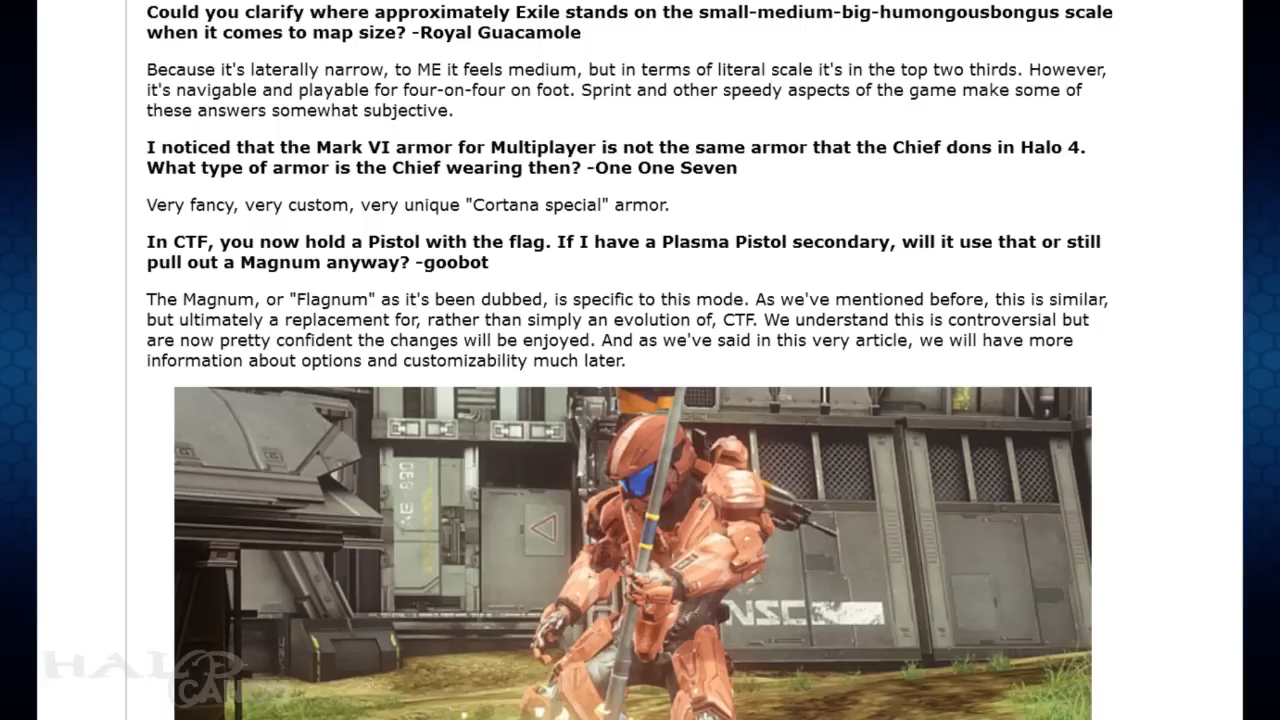 Could you clarify where approximately Exile stands on the small-medium-big-humongousbongus scale
when it comes to map size? -Royal Guacamole
Because it's laterally narrow, to ME it feels medium, but in terms of literal scale it's in the top two thirds. However,
it's navigable and playable for four-on-four on foot. Sprint and other speedy aspects of the game make some of
these answers somewhat subjective.
I noticed that the Mark VI armor for Multiplayer is not the same armor that the Chief dons in Halo 4.
What type of armor is the Chief wearing then? -One One Seven
Very fancy, very custom, very unique "Cortana special" armor.
In CTF, you now hold a Pistol with the flag. If I have a Plasma Pistol secondary, will it use that or still
pull out a Magnum anyway? -goobot
The Magnum, or "Flagnum" as it's been dubbed, is specific to this mode. As we've mentioned before, this is similar,
but ultimately a replacement for, rather than simply an evolution of, CTF. We understand this is controversial but
are now pretty confident the changes will be enjoyed. And as we've said in this very article, we will have more
information about options and customizability much later.
NSC
HALO